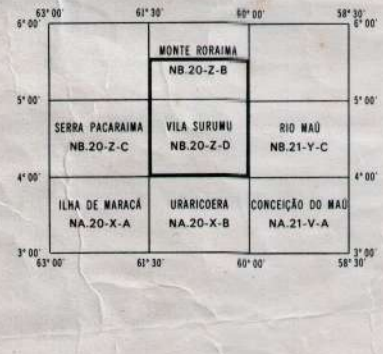 63° 00' 61° 30' 60° 00' 58° 30'
6° 00' 6° 00'
MONTE RORAIMA
NB.20-Z-B
5° 00' 5° 00'
SERRA PACARAIMA VILA SURUMU RIO MAÚ
NB.20-Z-C NB.20-Z-D NB.21-Y-C
4° 00' 4° 00'
ILHA DE MARACÁ URARICOERA CONCEIÇÃO DO MAÚ
NA.20-X-A NA.20-X-B NA.21-V-A
3° 00' 3° 00'
63° 00' 61° 30' 60° 00' 58° 30'